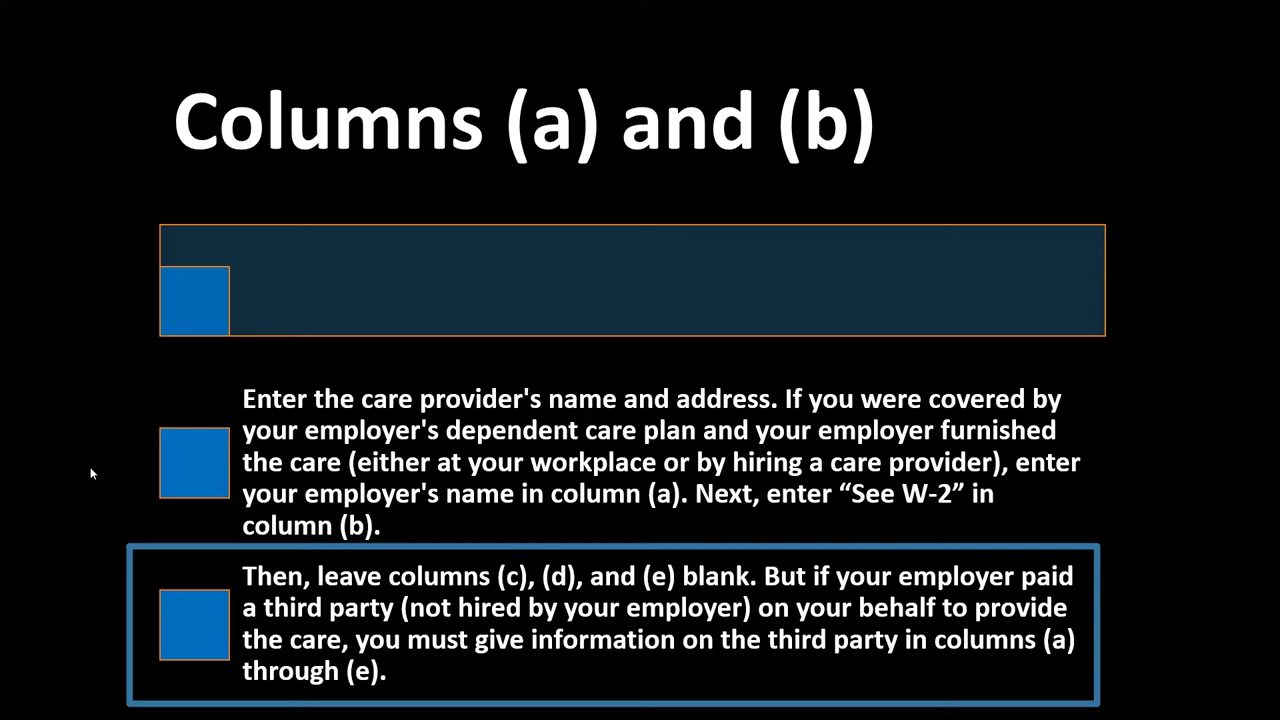 Columns (a) and (b)
Enter the care provider's name and address. If you were covered by
your employer's dependent care plan and your employer furnished
the care (either at your workplace or by hiring a care provider), enter
your employer's name in column (a). Next, enter “See W-2” in
column (b).
Then, leave columns (c), (d), and (e) blank. But if your employer paid
a third party (not hired by your employer) on your behalf to provide
the care, you must give information on the third party in columns (a)
through (e).